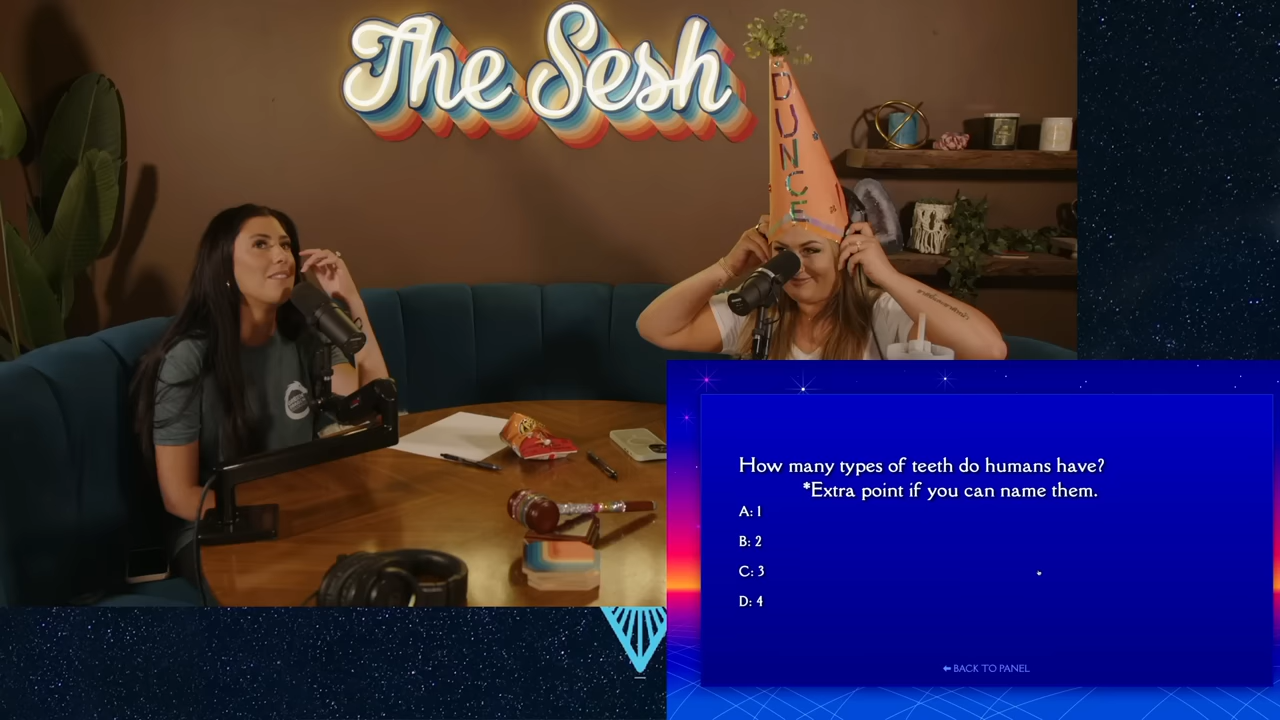 The Sesh
DUNCE
How many types of teeth do humans have?
*Extra point if you can name them.
A: 1
B: 2
C: 3
D: 4
BACK TO PANEL